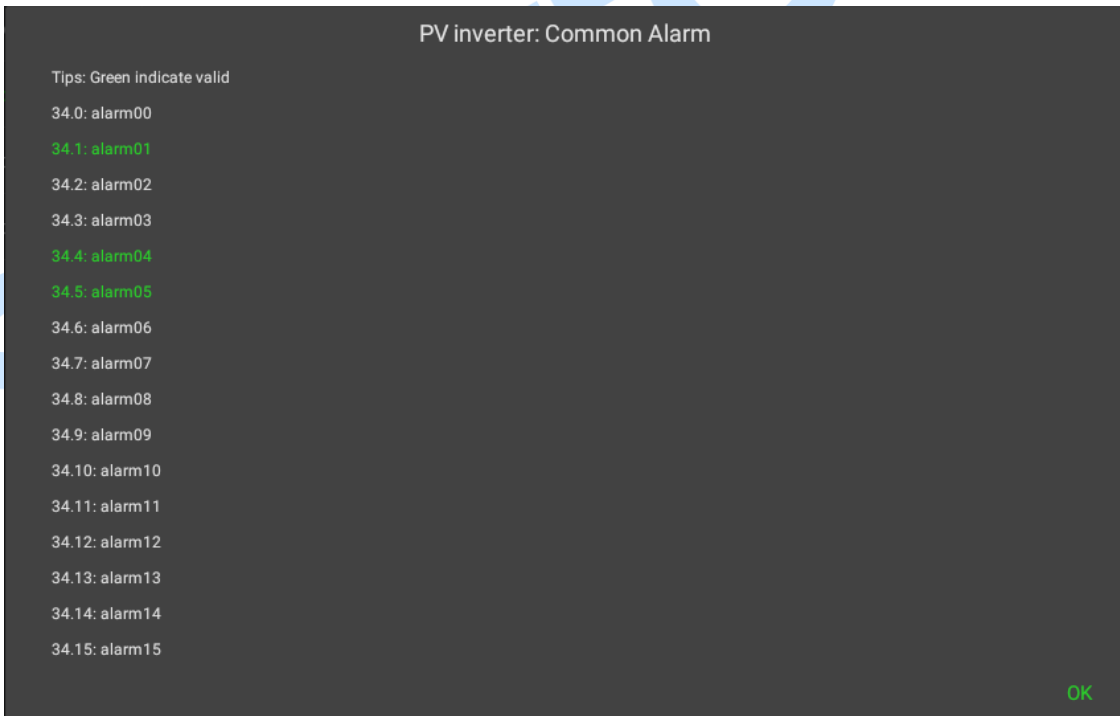 PV inverter: Common Alarm
Tips: Green indicate valid
34.0: alarm00
34.1: alarm01
34.2: alarm02
34.3: alarm03
34.4: alarm04
34.5: alarm05
34.6: alarm06
34.7: alarm07
34.8: alarm08
34.9: alarm09
34.10: alarm10
34.11: alarm11
34.12: alarm12
34.13: alarm13
34.14: alarm14
34.15: alarm15
OK